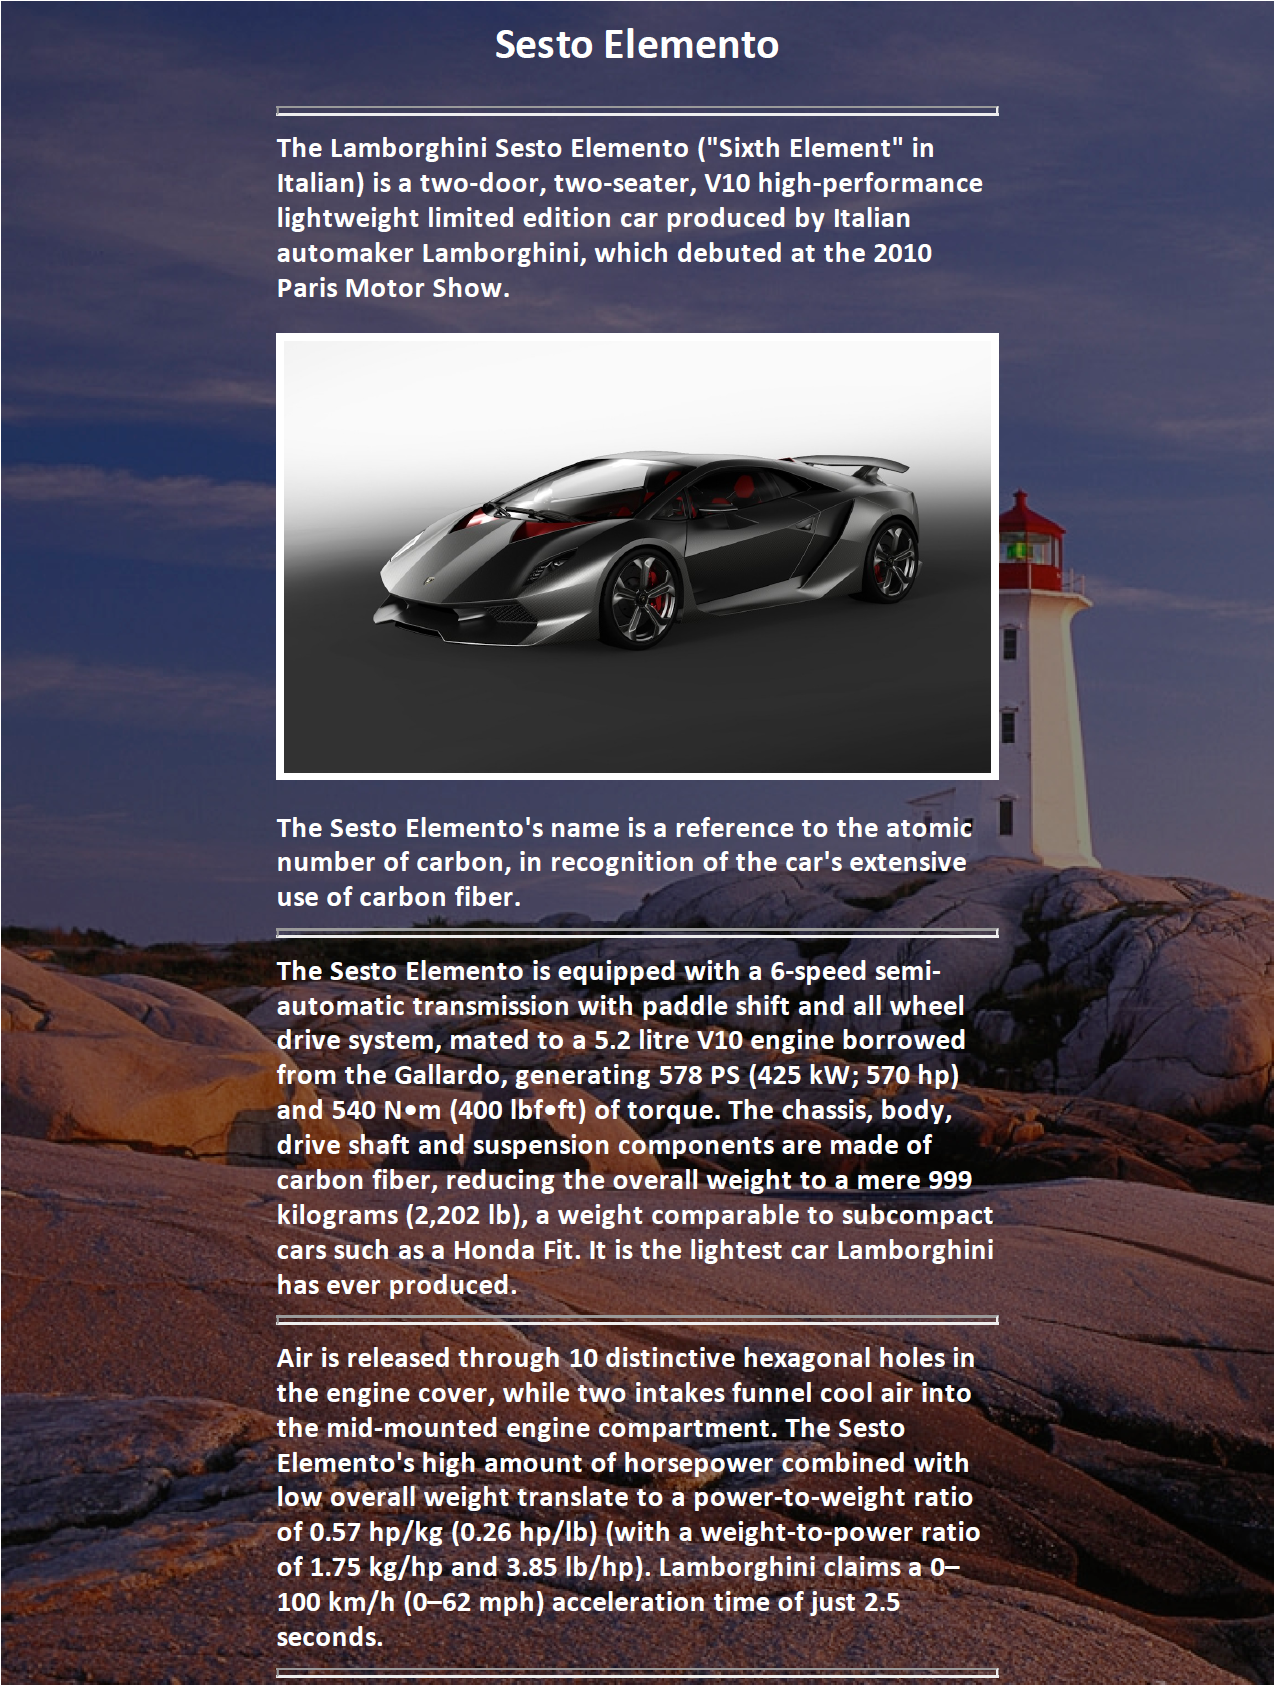 Sesto Elemento
The Lamborghini Sesto Elemento ("Sixth Element" in
Italian) is a two-door, two-seater, V10 high-performance
lightweight limited edition car produced by Italian
automaker Lamborghini, which debuted at the 2010
Paris Motor Show.
The Sesto Elemento's name is a reference to the atomic
number of carbon, in recognition of the car's extensive
use of carbon fiber.
The Sesto Elemento is equipped with a 6-speed semi-
automatic transmission with paddle shift and all wheel
drive system, mated to a 5.2 litre V10 engine borrowed
from the Gallardo, generating 578 PS (425 kW; 570 hp)
and 540 N•m (400 lbf•ft) of torque. The chassis, body,
drive shaft and suspension components are made of
carbon fiber, reducing the overall weight to a mere 999
kilograms (2,202 lb), a weight comparable to subcompact
cars such as a Honda Fit. It is the lightest car Lamborghini
has ever produced.
Air is released through 10 distinctive hexagonal holes in
the engine cover, while two intakes funnel cool air into
the mid-mounted engine compartment. The Sesto
Elemento's high amount of horsepower combined with
low overall weight translate to a power-to-weight ratio
of 0.57 hp/kg (0.26 hp/lb) (with a weight-to-power ratio
of 1.75 kg/hp and 3.85 lb/hp). Lamborghini claims a 0–
100 km/h (0–62 mph) acceleration time of just 2.5
seconds.